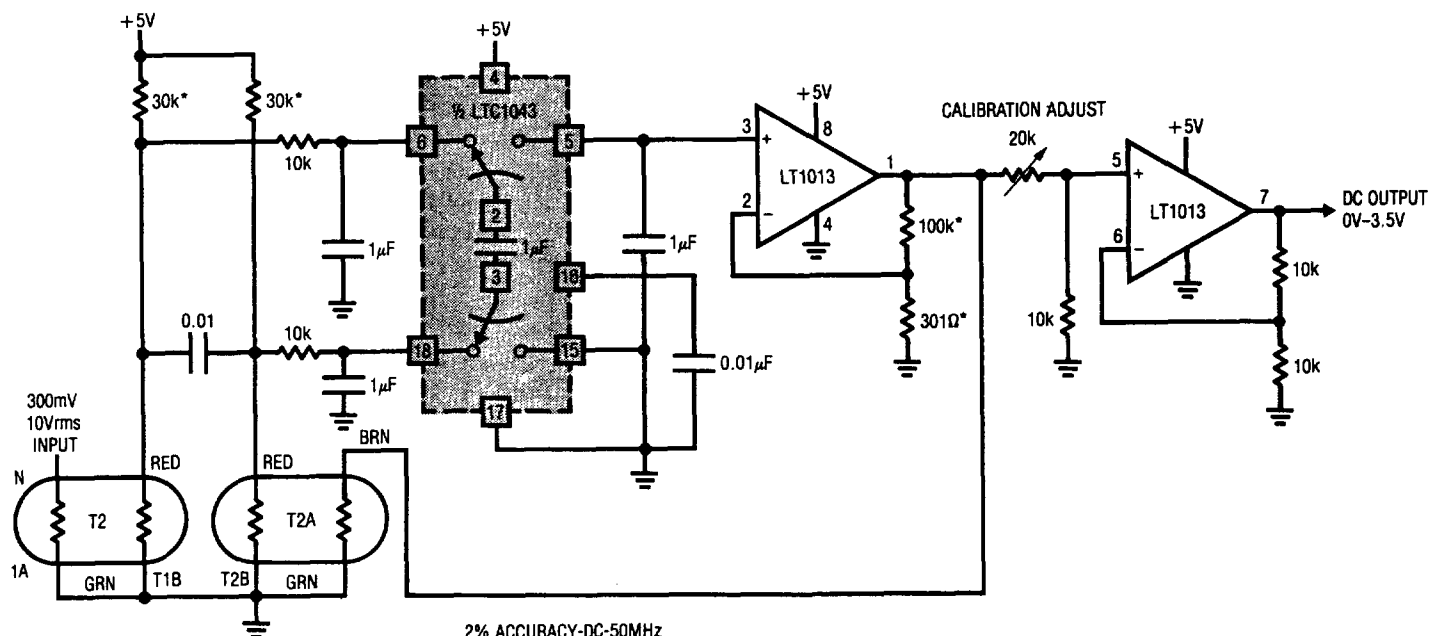 +5V
30k*
30k*
10k
1μF
0.01
10k
1μF
300mV
10Vrms
INPUT
N
RED
T2
1A
GRN
T1B
RED
T2A
T2B
GRN
BRN
+5V
4
½ LTC1043
6
5
2
1μF
3
16
18
15
17
1μF
0.01μF
+5V
3
+
8
LT1013
1
2
−
4
100k*
301Ω*
CALIBRATION ADJUST
20k
10k
+5V
5
+
LT1013
7
6
−
DC OUTPUT
0V–3.5V
10k
10k
2% ACCURACY-DC-50MHz